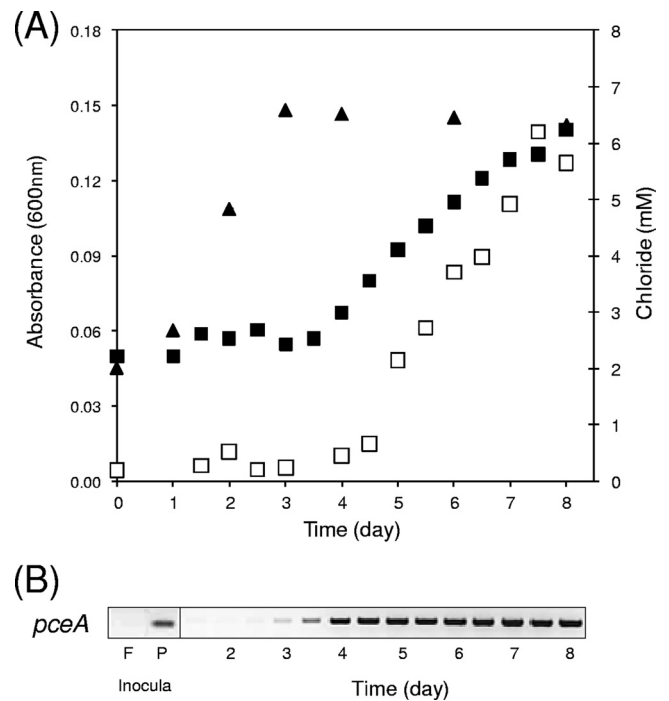 (A)
0.18
0.15
0.12
0.09
0.06
0.03
0.00
Absorbance (600nm)
8
7
6
5
4
3
2
1
0
Chloride (mM)
0 1 2 3 4 5 6 7 8
Time (day)
(B)
pceA
F P 2 3 4 5 6 7 8
Inocula Time (day)